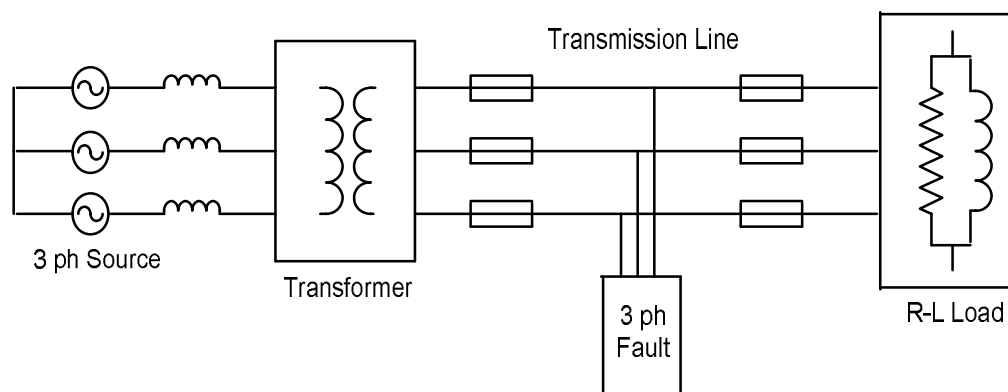 Transmission Line
3 ph Source
Transformer
3 ph
Fault
R-L Load